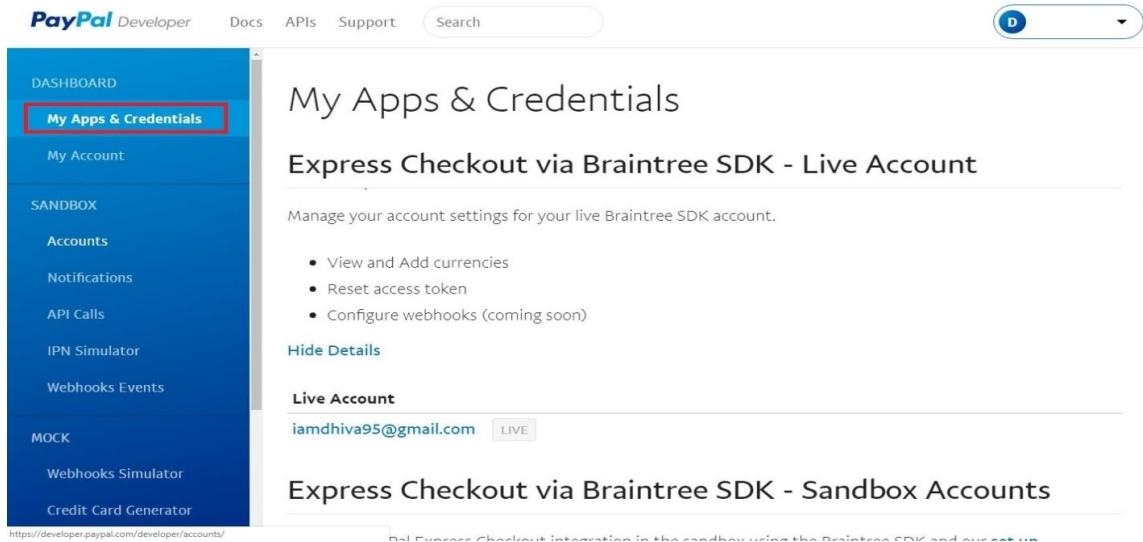 PayPal Developer Docs APIs Support Search D
DASHBOARD
My Apps & Credentials
My Account
SANDBOX
Accounts
Notifications
API Calls
IPN Simulator
Webhooks Events
MOCK
Webhooks Simulator
Credit Card Generator
https://developer.paypal.com/developer/accounts/
My Apps & Credentials
Express Checkout via Braintree SDK - Live Account
Manage your account settings for your live Braintree SDK account.
• View and Add currencies
• Reset access token
• Configure webhooks (coming soon)
Hide Details
Live Account
iamdhiva95@gmail.com LIVE
Express Checkout via Braintree SDK - Sandbox Accounts
Pal Express Checkout integration in the sandbox using the Braintree SDK and our set up